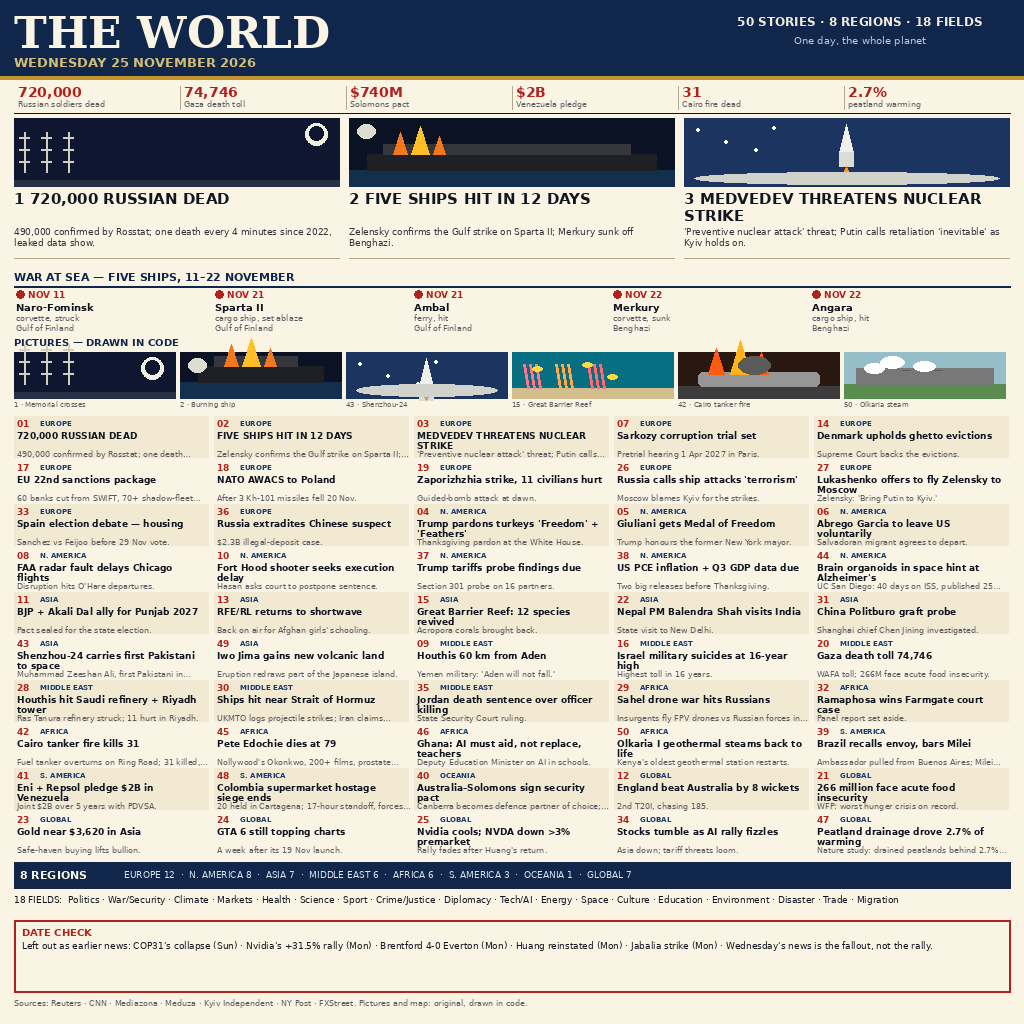 THE WORLD
WEDNESDAY 25 NOVEMBER 2026
50 STORIES · 8 REGIONS · 18 FIELDS
One day, the whole planet
720,000
Russian soldiers dead
74,746
Gaza death toll
$740M
Solomons pact
$2B
Venezuela pledge
31
Cairo fire dead
2.7%
peatland warming
1 720,000 RUSSIAN DEAD
490,000 confirmed by Rosstat; one death every 4 minutes since 2022,
leaked data show.
2 FIVE SHIPS HIT IN 12 DAYS
Zelensky confirms the Gulf strike on Sparta II; Merkury sunk off
Benghazi.
3 MEDVEDEV THREATENS NUCLEAR
STRIKE
'Preventive nuclear attack' threat; Putin calls retaliation 'inevitable' as
Kyiv holds on.
WAR AT SEA — FIVE SHIPS, 11–22 NOVEMBER
NOV 11
Naro-Fominsk
corvette, struck
Gulf of Finland
NOV 21
Sparta II
cargo ship, set ablaze
Gulf of Finland
NOV 21
Ambal
ferry, hit
Gulf of Finland
NOV 22
Merkury
corvette, sunk
Benghazi
NOV 22
Angara
cargo ship, hit
Benghazi
PICTURES — DRAWN IN CODE
1 · Memorial crosses
2 · Burning ship
43 · Shenzhou-24
15 · Great Barrier Reef
42 · Cairo tanker fire
50 · Olkaria steam
01 EUROPE
720,000 RUSSIAN DEAD
490,000 confirmed by Rosstat; one death...
02 EUROPE
FIVE SHIPS HIT IN 12 DAYS
Zelensky confirms the Gulf strike on Sparta II;...
03 EUROPE
MEDVEDEV THREATENS NUCLEAR
STRIKE
'Preventive nuclear attack' threat; Putin calls...
07 EUROPE
Sarkozy corruption trial set
Pretrial hearing 1 Apr 2027 in Paris.
14 EUROPE
Denmark upholds ghetto evictions
Supreme Court backs the evictions.
17 EUROPE
EU 22nd sanctions package
60 banks cut from SWIFT, 70+ shadow-fleet...
18 EUROPE
NATO AWACS to Poland
After 3 Kh-101 missiles fell 20 Nov.
19 EUROPE
Zaporizhzhia strike, 11 civilians hurt
Guided-bomb attack at dawn.
26 EUROPE
Russia calls ship attacks 'terrorism'
Moscow blames Kyiv for the strikes.
27 EUROPE
Lukashenko offers to fly Zelensky to
Moscow
Zelensky: 'Bring Putin to Kyiv.'
33 EUROPE
Spain election debate — housing
Sanchez vs Feijoo before 29 Nov vote.
36 EUROPE
Russia extradites Chinese suspect
$2.3B illegal-deposit case.
04 N. AMERICA
Trump pardons turkeys 'Freedom' +
'Feathers'
Thanksgiving pardon at the White House.
05 N. AMERICA
Giuliani gets Medal of Freedom
Trump honours the former New York mayor.
06 N. AMERICA
Abrego Garcia to leave US
voluntarily
Salvadoran migrant agrees to depart.
08 N. AMERICA
FAA radar fault delays Chicago
flights
Disruption hits O'Hare departures.
10 N. AMERICA
Fort Hood shooter seeks execution
delay
Hasan asks court to postpone sentence.
37 N. AMERICA
Trump tariffs probe findings due
Section 301 probe on 16 partners.
38 N. AMERICA
US PCE inflation + Q3 GDP data due
Two big releases before Thanksgiving.
44 N. AMERICA
Brain organoids in space hint at
Alzheimer's
UC San Diego: 40 days on ISS, published 25...
11 ASIA
BJP + Akali Dal ally for Punjab 2027
Pact sealed for the state election.
13 ASIA
RFE/RL returns to shortwave
Back on air for Afghan girls' schooling.
15 ASIA
Great Barrier Reef: 12 species
revived
Acropora corals brought back.
22 ASIA
Nepal PM Balendra Shah visits India
State visit to New Delhi.
31 ASIA
China Politburo graft probe
Shanghai chief Chen Jining investigated.
43 ASIA
Shenzhou-24 carries first Pakistani
to space
Muhammad Zeeshan Ali, first Pakistani in...
49 ASIA
Iwo Jima gains new volcanic land
Eruption redraws part of the Japanese island.
09 MIDDLE EAST
Houthis 60 km from Aden
Yemen military: 'Aden will not fall.'
16 MIDDLE EAST
Israel military suicides at 16-year
high
Highest toll in 16 years.
20 MIDDLE EAST
Gaza death toll 74,746
WAFA toll; 266M face acute food insecurity.
28 MIDDLE EAST
Houthis hit Saudi refinery + Riyadh
tower
Ras Tanura refinery struck; 11 hurt in Riyadh.
30 MIDDLE EAST
Ships hit near Strait of Hormuz
UKMTO logs projectile strikes; Iran claims...
35 MIDDLE EAST
Jordan death sentence over officer
killing
State Security Court ruling.
29 AFRICA
Sahel drone war hits Russians
Insurgents fly FPV drones vs Russian forces in...
32 AFRICA
Ramaphosa wins Farmgate court
case
Panel report set aside.
42 AFRICA
Cairo tanker fire kills 31
Fuel tanker overturns on Ring Road; 31 killed,...
45 AFRICA
Pete Edochie dies at 79
Nollywood's Okonkwo, 200+ films, prostate...
46 AFRICA
Ghana: AI must aid, not replace,
teachers
Deputy Education Minister on AI in schools.
50 AFRICA
Olkaria I geothermal steams back to
life
Kenya's oldest geothermal station restarts.
39 S. AMERICA
Brazil recalls envoy, bars Milei
Ambassador pulled from Buenos Aires; Milei...
41 S. AMERICA
Eni + Repsol pledge $2B in
Venezuela
Joint $2B over 5 years with PDVSA.
48 S. AMERICA
Colombia supermarket hostage
siege ends
20 held in Cartagena; 17-hour standoff, forces...
40 OCEANIA
Australia–Solomons sign security
pact
Canberra becomes defence partner of choice;...
12 GLOBAL
England beat Australia by 8 wickets
2nd T20I, chasing 185.
21 GLOBAL
266 million face acute food
insecurity
WFP: worst hunger crisis on record.
23 GLOBAL
Gold near $3,620 in Asia
Safe-haven buying lifts bullion.
24 GLOBAL
GTA 6 still topping charts
A week after its 19 Nov launch.
25 GLOBAL
Nvidia cools; NVDA down >3%
premarket
Rally fades after Huang's return.
34 GLOBAL
Stocks tumble as AI rally fizzles
Asia down; tariff threats loom.
47 GLOBAL
Peatland drainage drove 2.7% of
warming
Nature study: drained peatlands behind 2.7%...
8 REGIONS
EUROPE 12 · N. AMERICA 8 · ASIA 7 · MIDDLE EAST 6 · AFRICA 6 · S. AMERICA 3 · OCEANIA 1 · GLOBAL 7
18 FIELDS: Politics · War/Security · Climate · Markets · Health · Science · Sport · Crime/Justice · Diplomacy · Tech/AI · Energy · Space · Culture · Education · Environment · Disaster · Trade · Migration
DATE CHECK
Left out as earlier news: COP31's collapse (Sun) · Nvidia's +31.5% rally (Mon) · Brentford 4-0 Everton (Mon) · Huang reinstated (Mon) · Jabalia strike (Mon) · Wednesday's news is the fallout, not the rally.
Sources: Reuters · CNN · Mediazona · Meduza · Kyiv Independent · NY Post · FXStreet. Pictures and map: original, drawn in code.